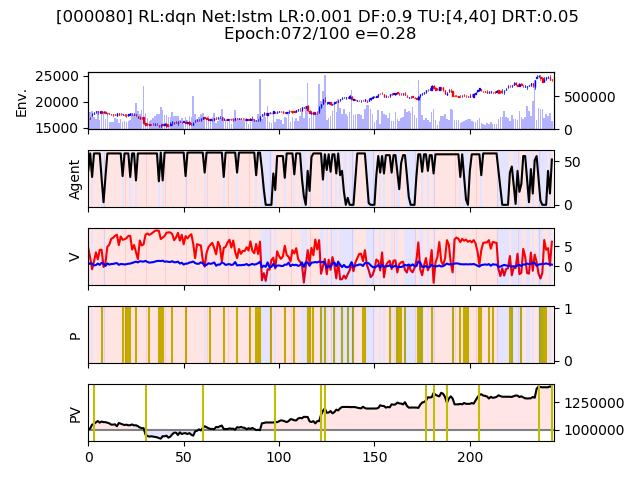 [000080] RL:dqn Net:lstm LR:0.001 DF:0.9 TU:[4,40] DRT:0.05
Epoch:072/100 e=0.28
Env.
25000
20000
15000
500000
0
Agent
50
0
V
5
0
P
1
0
PV
1250000
1000000
0 50 100 150 200